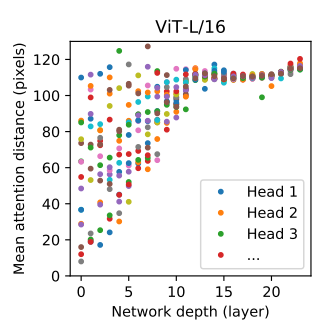 ViT-L/16
Mean attention distance (pixels)
120
100
80
60
40
20
0
Head 1
Head 2
Head 3
...
0 5 10 15 20
Network depth (layer)